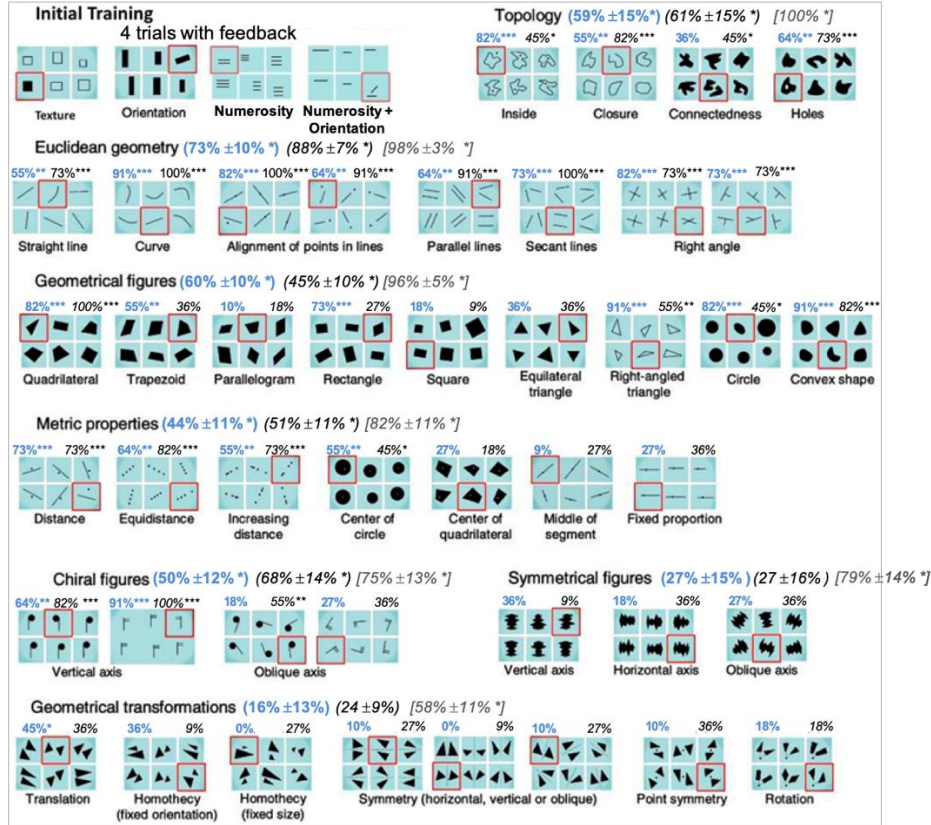 Initial Training
4 trials with feedback
Texture
Orientation
Numerosity
Numerosity + Orientation
Topology (59% ±15%*) (61% ±15% *) [100% *]
82%*** 45%* 55%** 82%*** 36% 45%* 64%** 73%***
Inside Closure Connectedness Holes
Euclidean geometry (73% ±10% *) (88% ±7% *) [98% ±3% *]
55%** 73%*** 91%*** 100%*** 82%*** 100%*** 64%** 91%*** 64%** 91%*** 73%*** 100%*** 82%*** 73%*** 73%*** 73%***
Straight line Curve Alignment of points in lines Parallel lines Secant lines Right angle
Geometrical figures (60% ±10% *) (45% ±10% *) [96% ±5% *]
82%*** 100%*** 55%** 36% 10% 18% 73%*** 27% 18% 9% 36% 36% 91%*** 55%** 82%*** 45%* 91%*** 82%***
Quadrilateral Trapezoid Parallelogram Rectangle Square Equilateral triangle Right-angled triangle Circle Convex shape
Metric properties (44% ±11% *) (51% ±11% *) [82% ±11% *]
73%*** 73%*** 64%** 82%*** 55%** 73%*** 55%** 45%* 27% 18% 9% 27% 27% 36%
Distance Equidistance Increasing distance Center of circle Center of quadrilateral Middle of segment Fixed proportion
Chiral figures (50% ±12% *) (68% ±14% *) [75% ±13% *]
64%** 82% *** 91%*** 100%*** 18% 55%** 27% 36%
Vertical axis Oblique axis
Symmetrical figures (27% ±15%) (27 ±16%) [79% ±14% *]
36% 9% 18% 36% 27% 36%
Vertical axis Horizontal axis Oblique axis
Geometrical transformations (16% ±13%) (24 ±9%) [58% ±11% *]
45%* 36% 36% 9% 0% 27% 10% 27% 0% 9% 10% 27% 10% 36% 18% 18%
Translation Homothecy (fixed orientation) Homothecy (fixed size) Symmetry (horizontal, vertical or oblique) Point symmetry Rotation